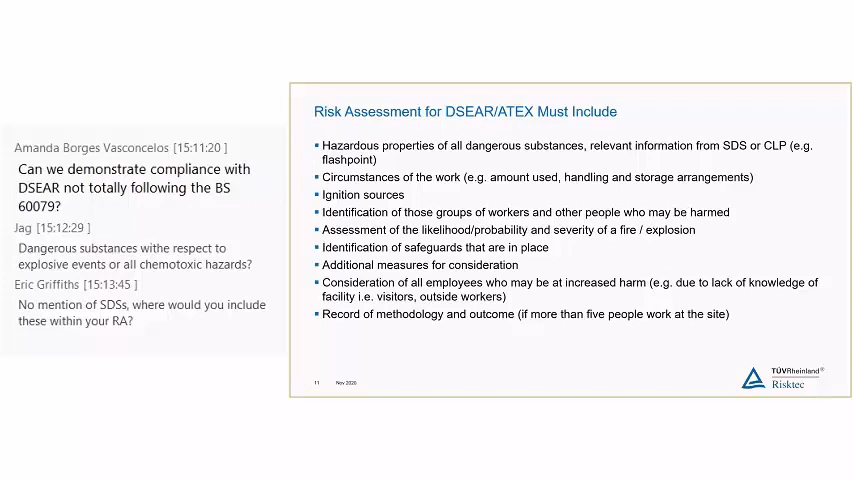 Amanda Borges Vasconcelos [15:11:20 ]
Can we demonstrate compliance with
DSEAR not totally following the BS
60079?
Jag [15:12:29 ]
Dangerous substances withe respect to
explosive events or all chemotoxic hazards?
Eric Griffiths [15:13:45 ]
No mention of SDSs, where would you include
these within your RA?
Risk Assessment for DSEAR/ATEX Must Include
▪ Hazardous properties of all dangerous substances, relevant information from SDS or CLP (e.g.
flashpoint)
▪ Circumstances of the work (e.g. amount used, handling and storage arrangements)
▪ Ignition sources
▪ Identification of those groups of workers and other people who may be harmed
▪ Assessment of the likelihood/probability and severity of a fire / explosion
▪ Identification of safeguards that are in place
▪ Additional measures for consideration
▪ Consideration of all employees who may be at increased harm (e.g. due to lack of knowledge of
facility i.e. visitors, outside workers)
▪ Record of methodology and outcome (if more than five people work at the site)
11 Nov 2020
TÜVRheinland®
Risktec